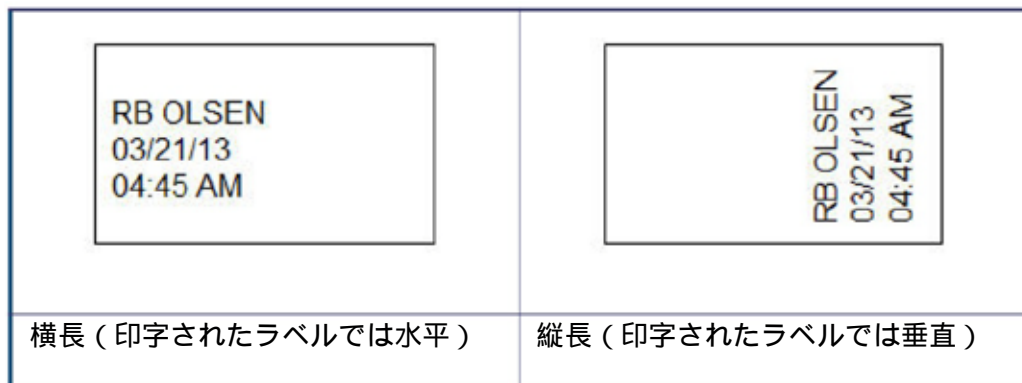 RB OLSEN
03/21/13
04:45 AM
RB OLSEN
03/21/13
04:45 AM
横長(印字されたラベルでは水平)
縦長(印字されたラベルでは垂直)